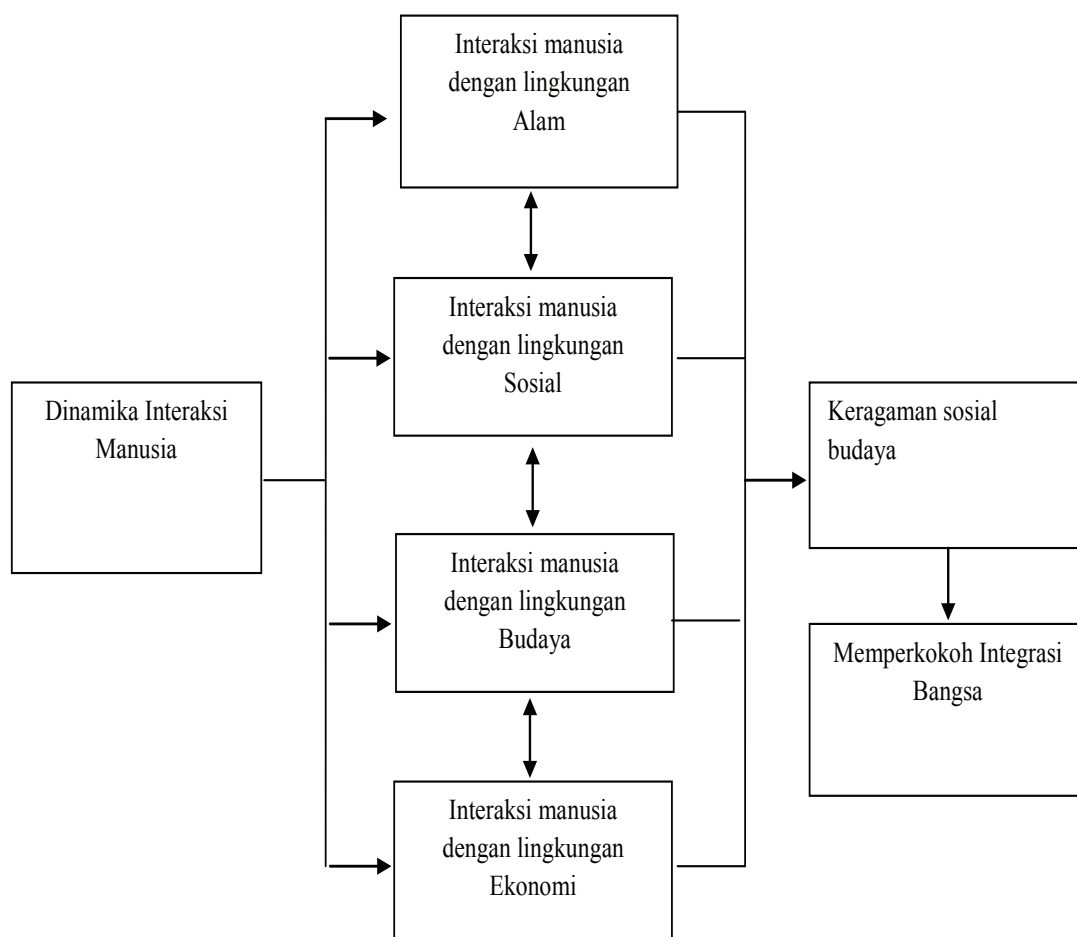 Interaksi manusia
dengan lingkungan
Alam
Interaksi manusia
dengan lingkungan
Sosial
Dinamika Interaksi
Manusia
Keragaman sosial
budaya
Interaksi manusia
dengan lingkungan
Budaya
Memperkokoh Integrasi
Bangsa
Interaksi manusia
dengan lingkungan
Ekonomi